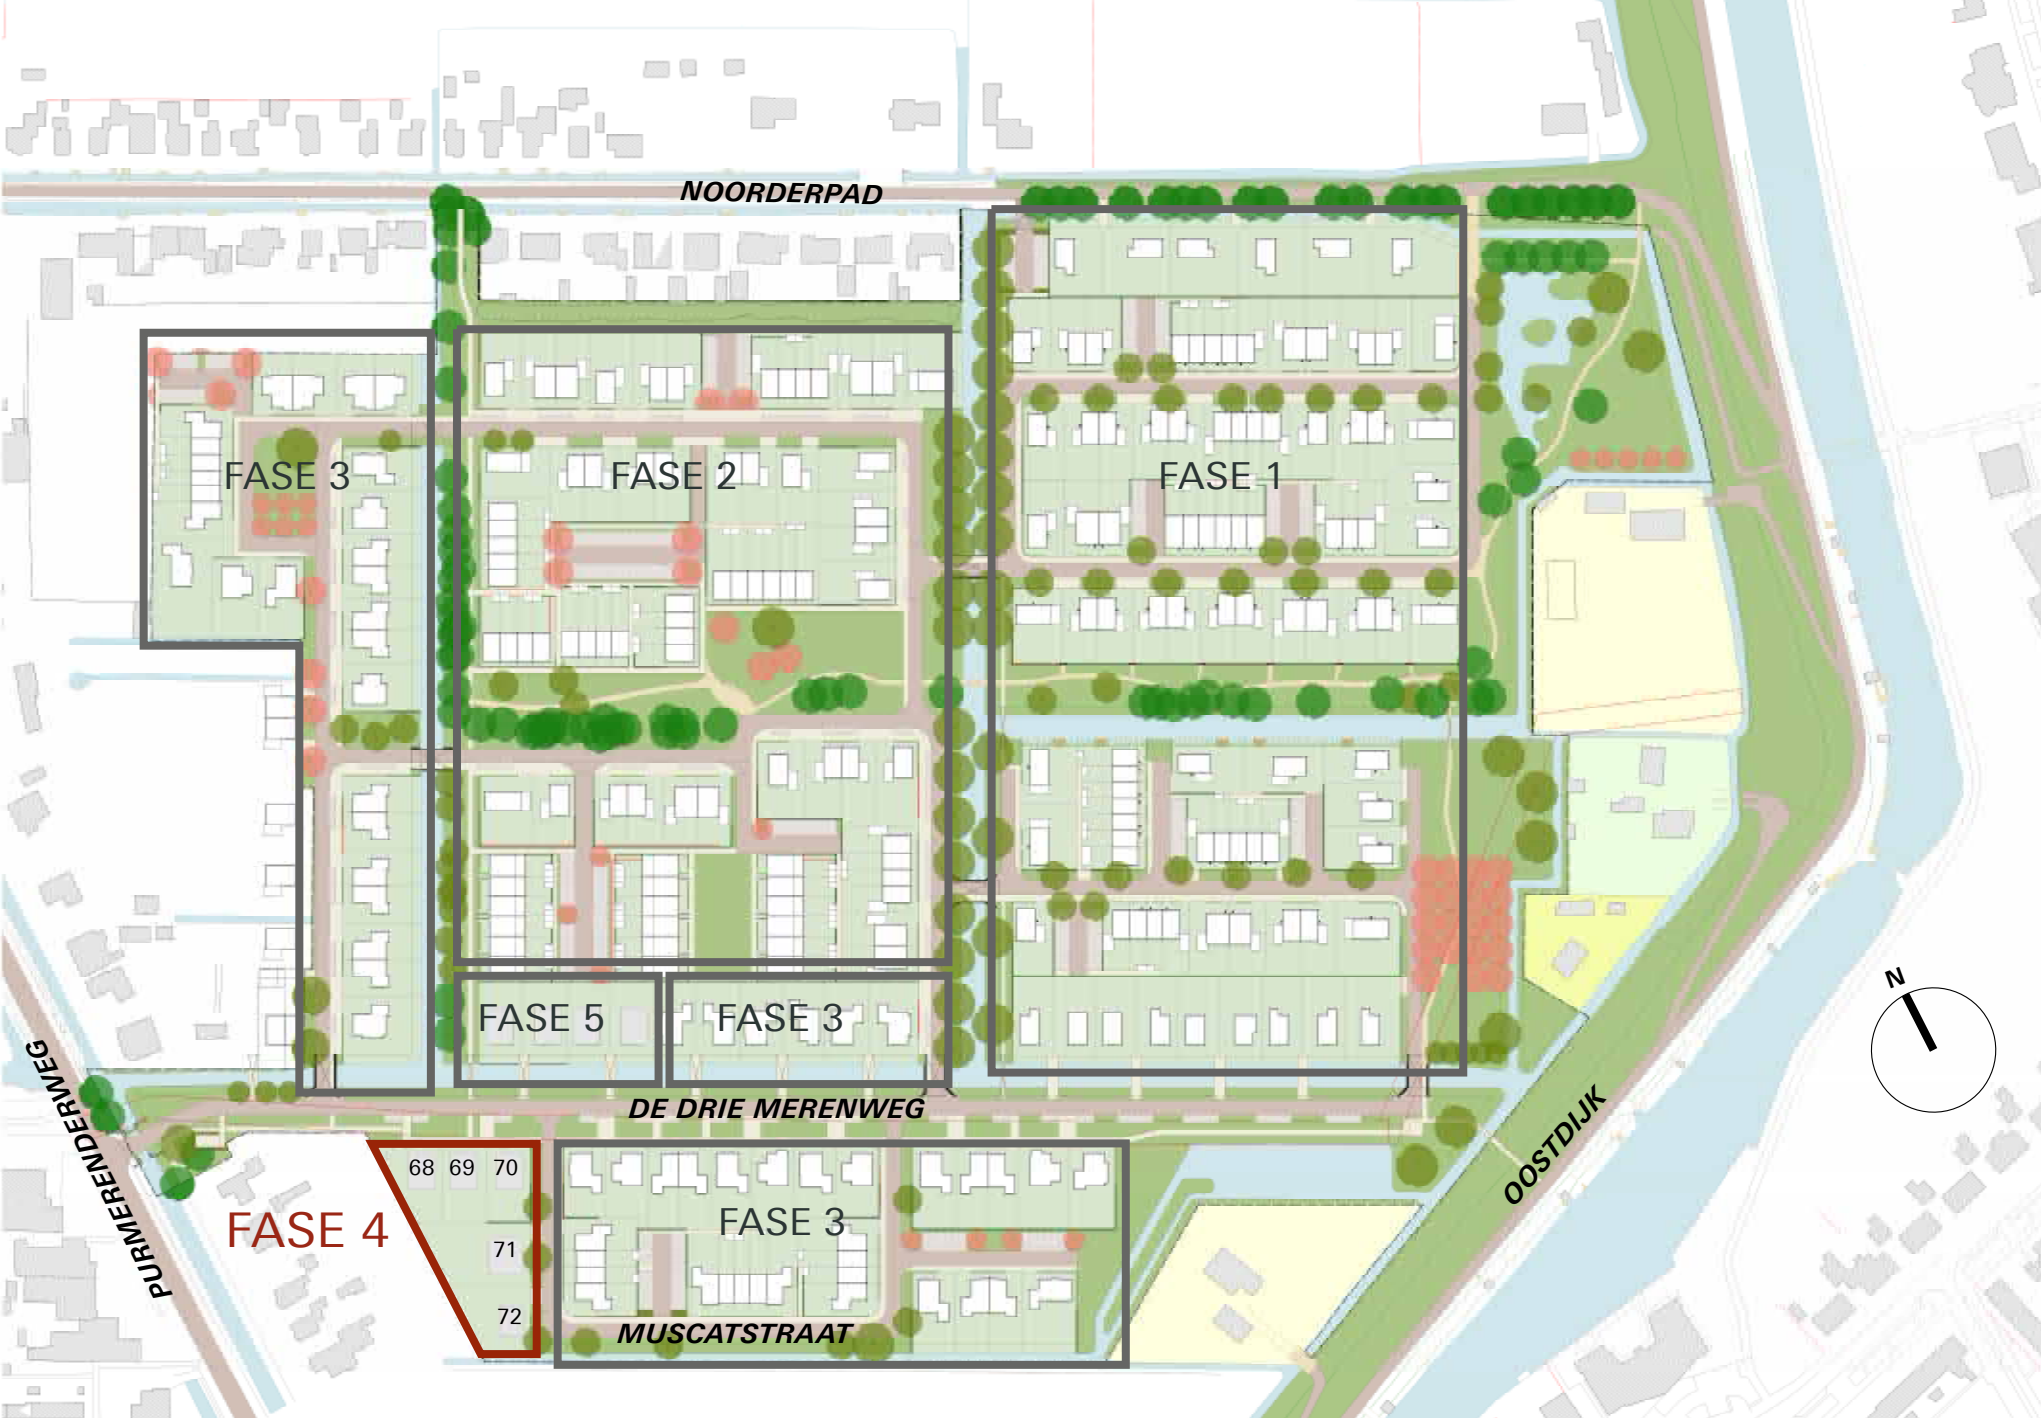 NOORDERPAD
FASE 3
FASE 2
FASE 1
N
FASE 5
FASE 3
PURMERENDERWEG
DE DRIE MERENWEG
OOSTDIJK
68 69 70
FASE 4
FASE 3
71
72
MUSCATSTRAAT